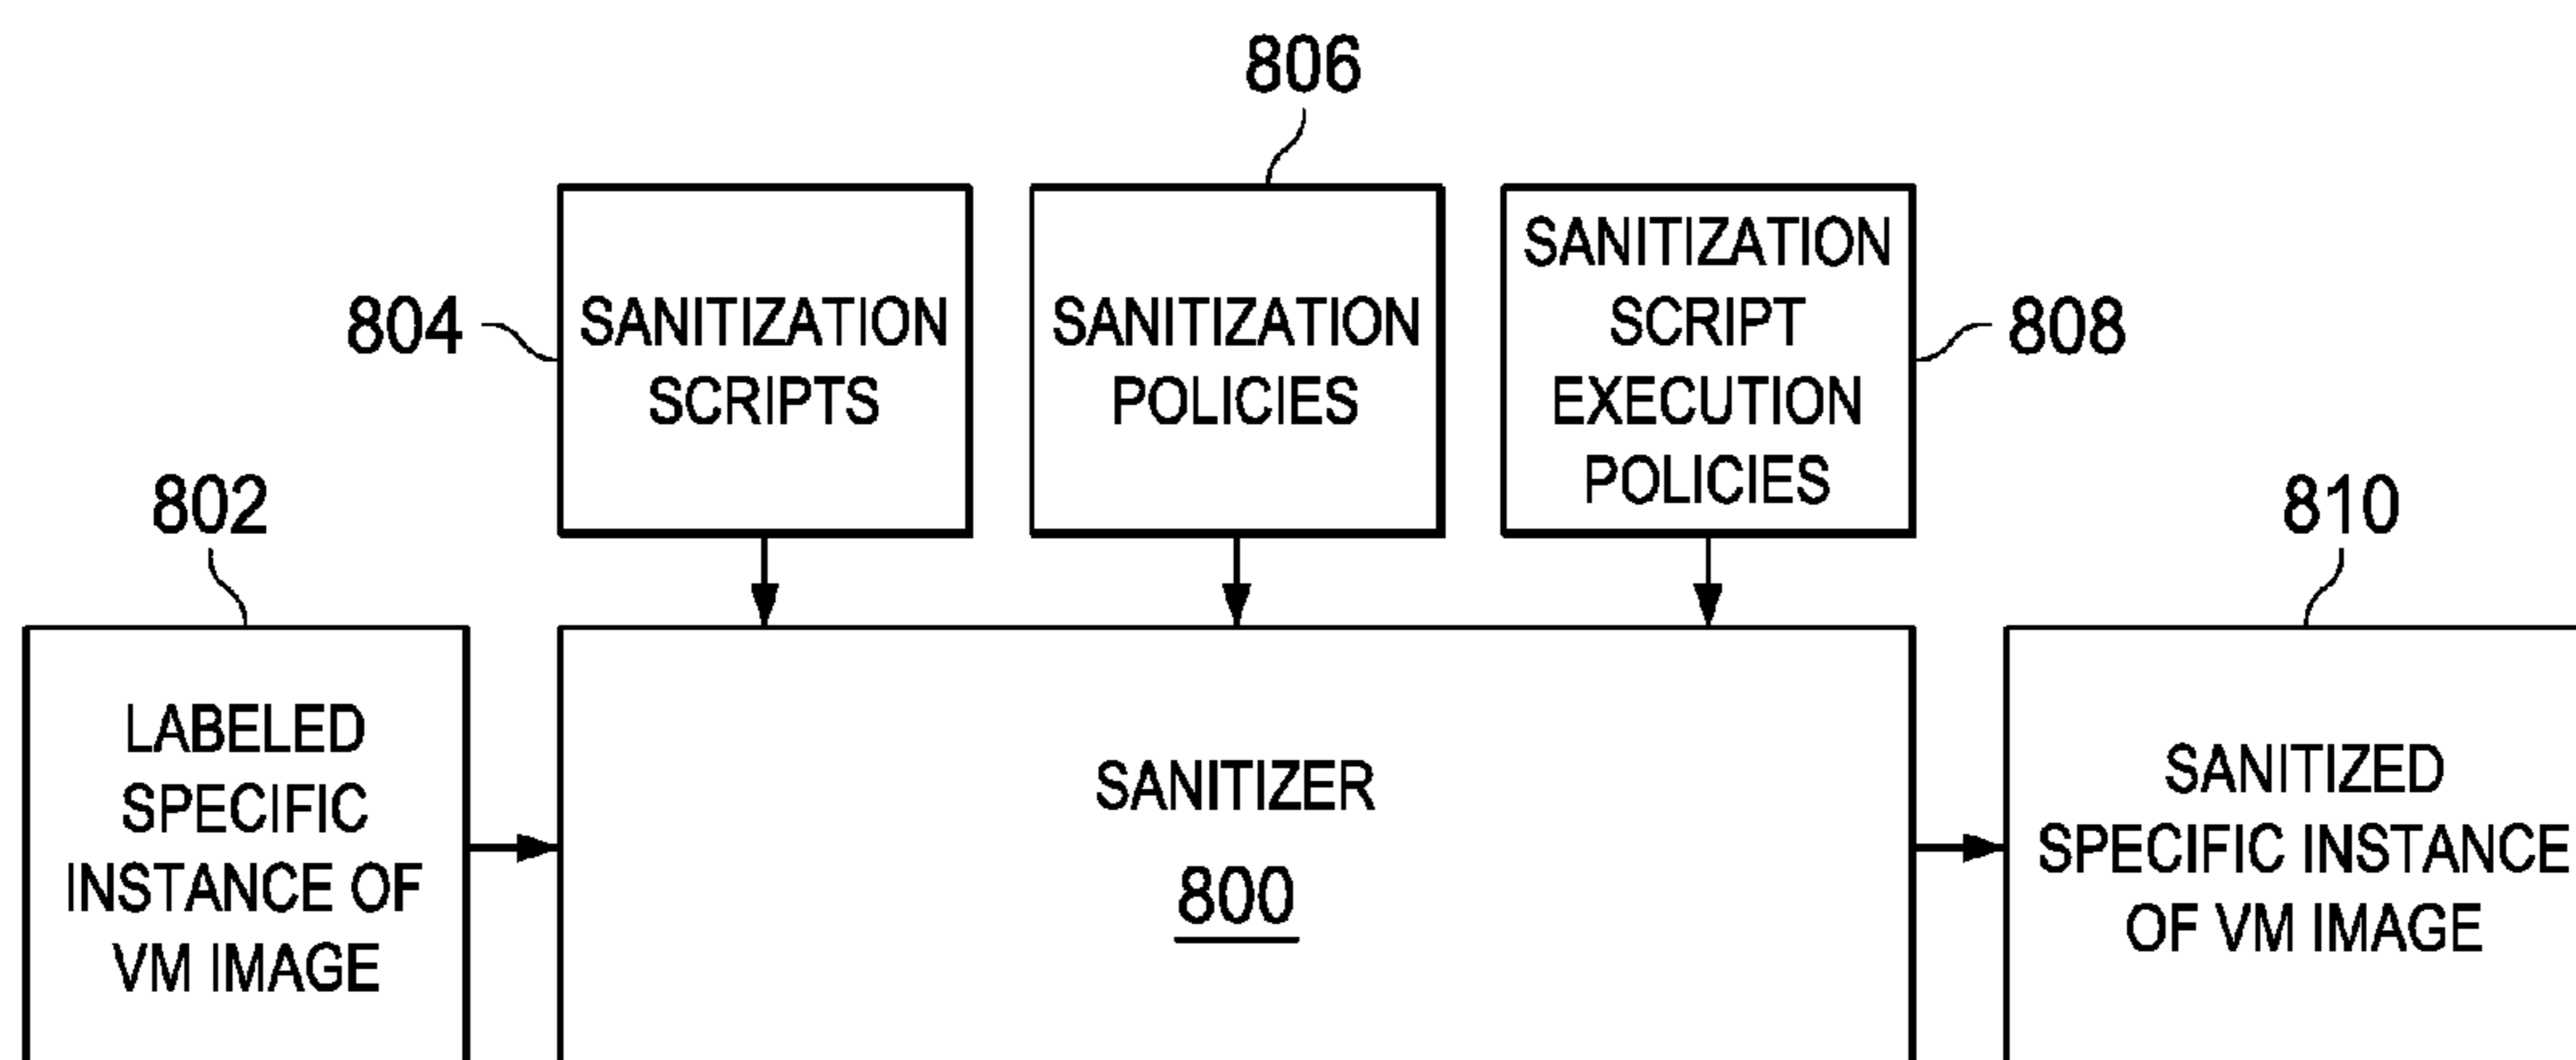 806
804
SANITIZATION
SCRIPTS
SANITIZATION
POLICIES
SANITIZATION
SCRIPT
EXECUTION
POLICIES
808
802
810
LABELED
SPECIFIC
INSTANCE OF
VM IMAGE
SANITIZER
800
SANITIZED
SPECIFIC INSTANCE
OF VM IMAGE